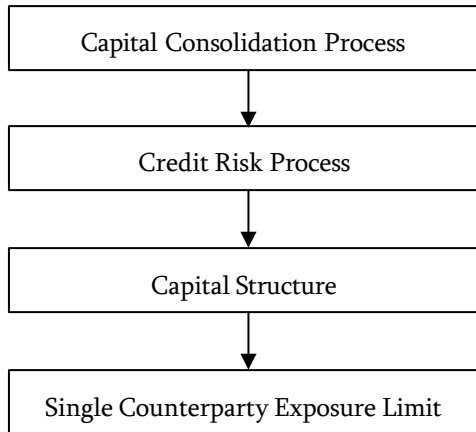 Capital Consolidation Process
Credit Risk Process
Capital Structure
Single Counterparty Exposure Limit